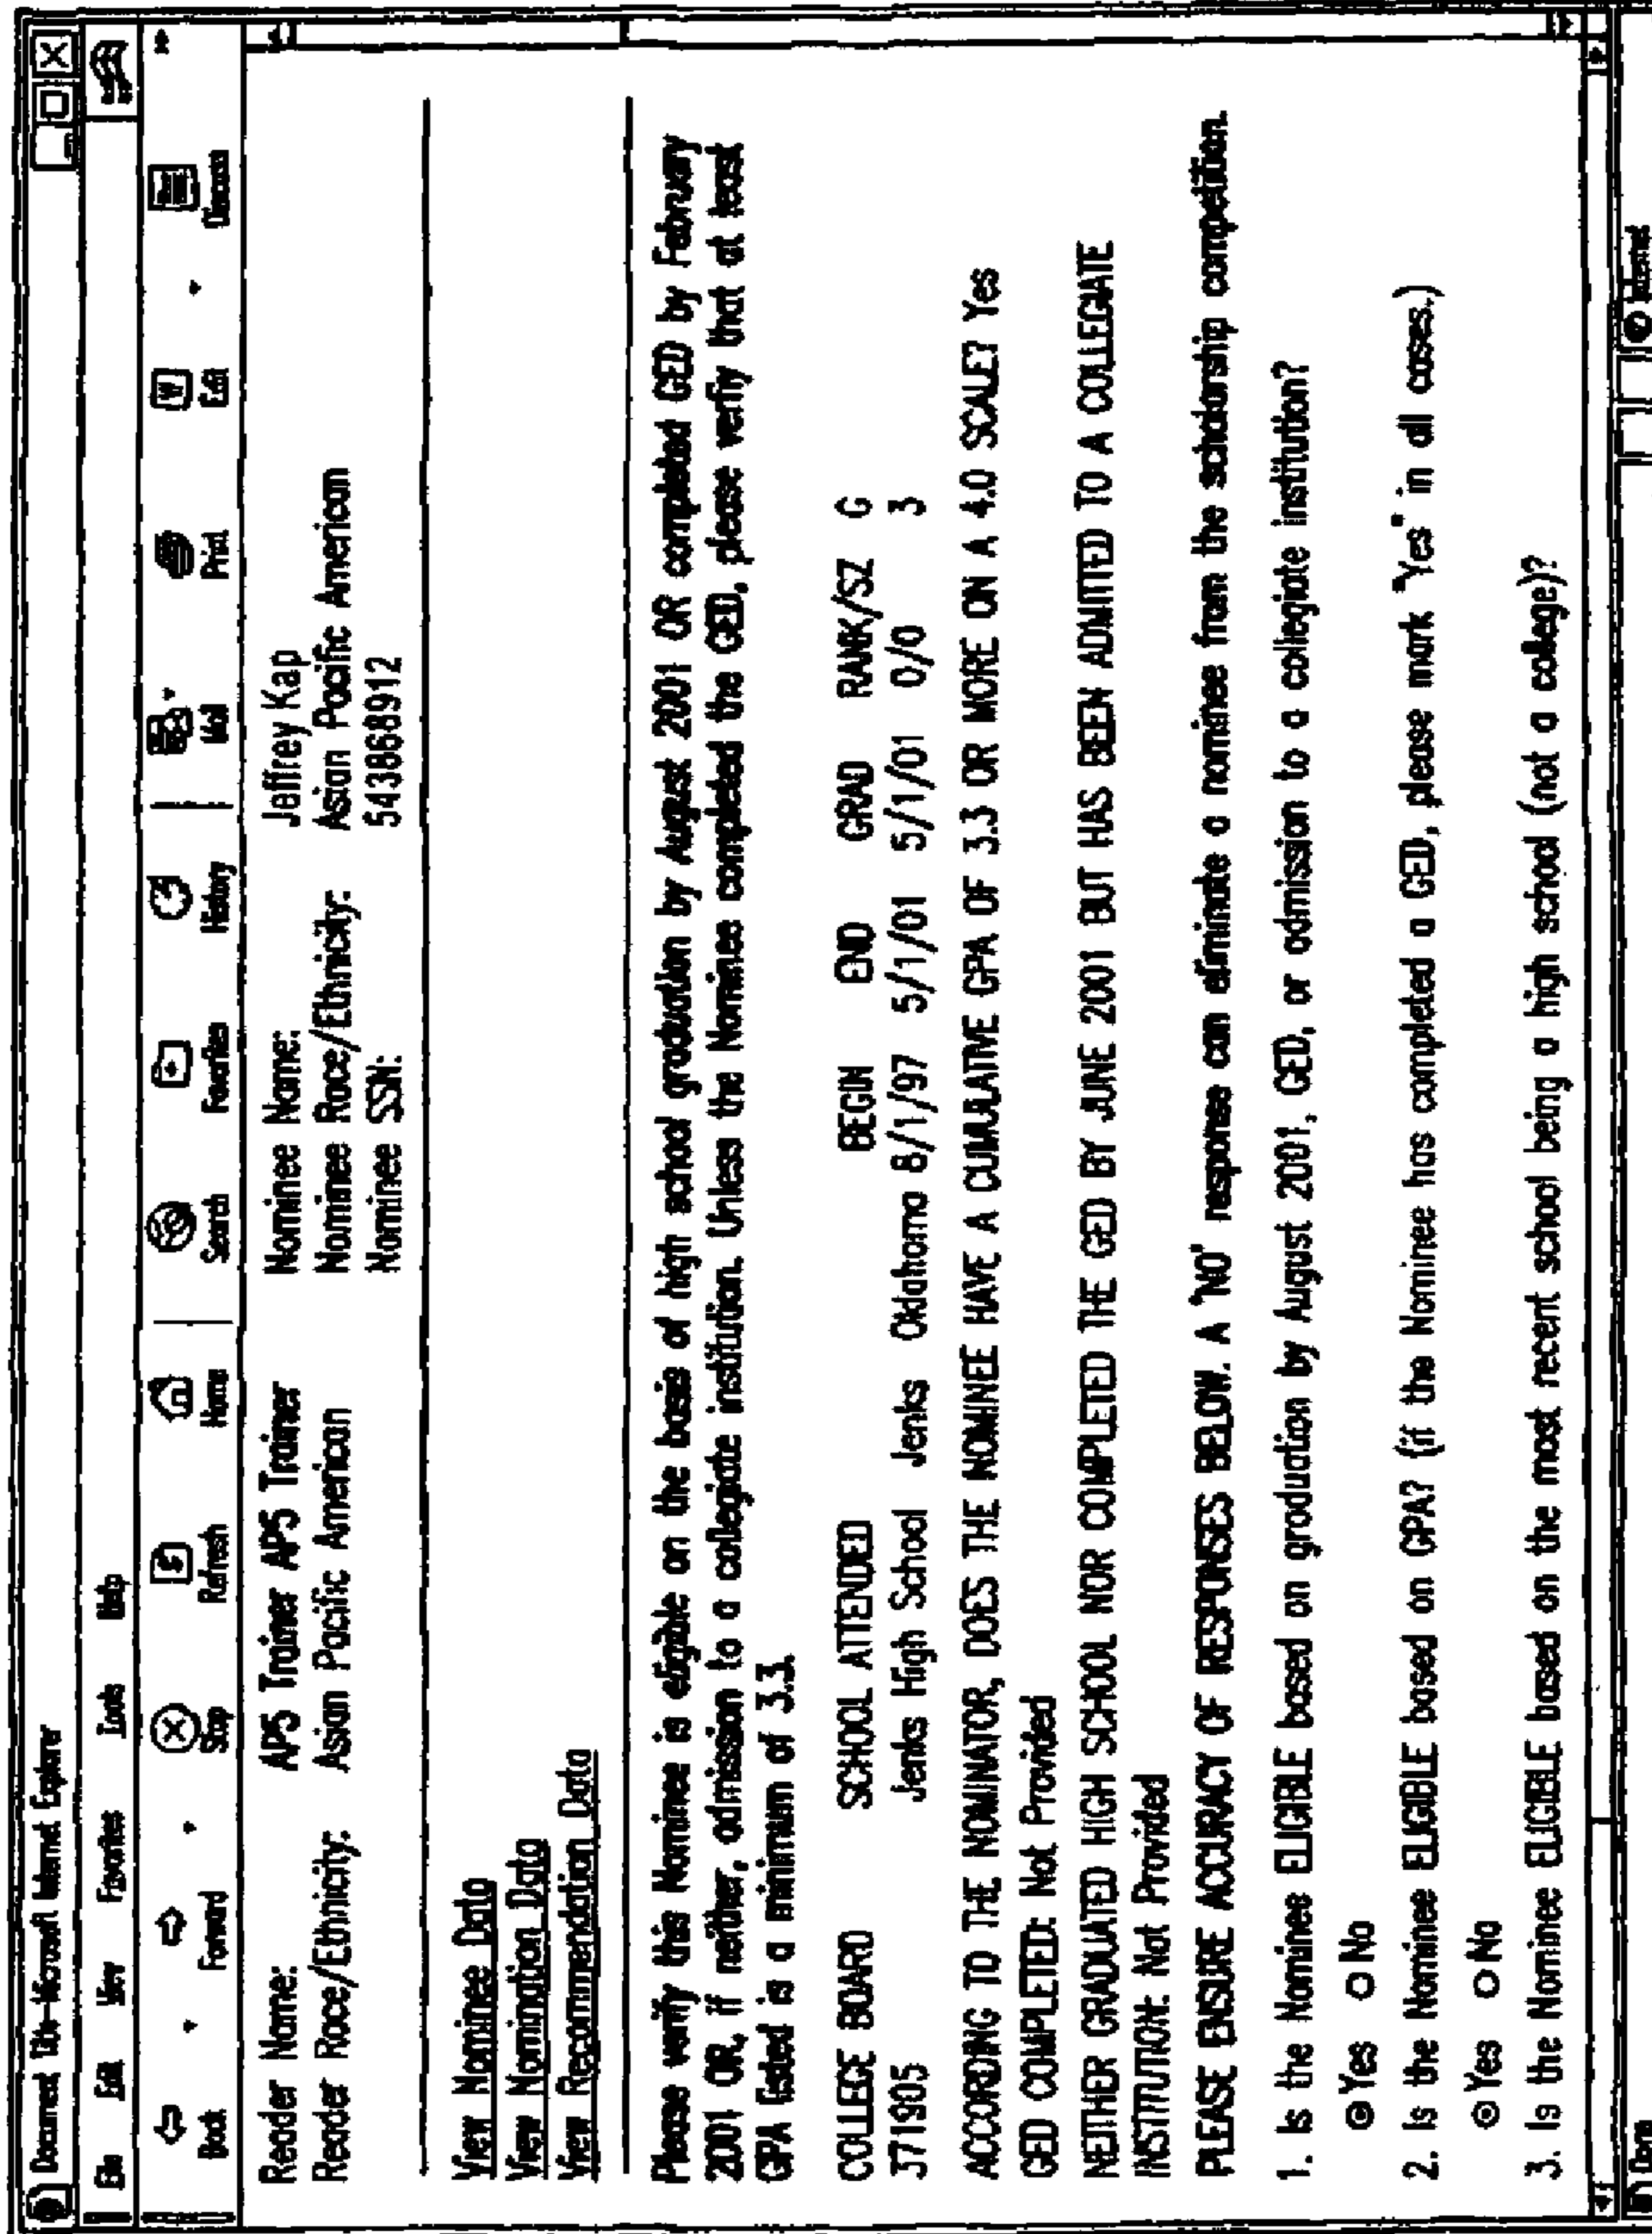 Document Title-Microsoft Internet Explorer
File Edit View Favorites Tools Help
Back Forward Stop Refresh Home Search Favorites History Mail Print Edit Discuss
Reader Name: APS Trainer APS Trainer Nominee Name: Jeffrey Kap
Reader Race/Ethnicity: Asian Pacific American Nominee Race/Ethnicity: Asian Pacific American
Nominee SSN: 543868912
View Nominee Data
View Nomination Data
View Recommendation Data
Please verify this Nominee is eligible on the basis of high school graduation by August 2001 OR completed GED by February
2001 OR, if neither, admission to a collegiate institution. Unless the Nominee completed the GED, please verfiy that at least
GPA listed is a minimum of 3.3.
COLLEGE BOARD SCHOOL ATTENDED BEGIN END GRAD RANK/SZ G
371905 Jenks High School Jenks Oklahoma 8/1/97 5/1/01 5/1/01 0/0 3
ACCORDING TO THE NOMINATOR, DOES THE NOMINEE HAVE A CUMULATIVE GPA OF 3.3 OR MORE ON A 4.0 SCALE? Yes
GED COMPLETED: Not Provided
NEITHER GRADUATED HIGH SCHOOL NOR COMPLETED THE GED BY JUNE 2001 BUT HAS BEEN ADMITTED TO A COLLEGIATE
INSTITUTION: Not Provided
PLEASE ENSURE ACCURACY OF RESPONSES BELOW. A "NO" response can eliminate a nominee from the scholarship competition.
1. Is the Nominee ELIGIBLE based on graduation by August 2001, GED, or admission to a collegiate institution?
Yes No
2. Is the Nominee ELIGIBLE based on GPA? (if the Nominee has completed a GED, please mark "Yes" in all cases.)
Yes No
3. Is the Nominee ELIGIBLE based on the most recent school being a high school (not a college)?
Done Internet